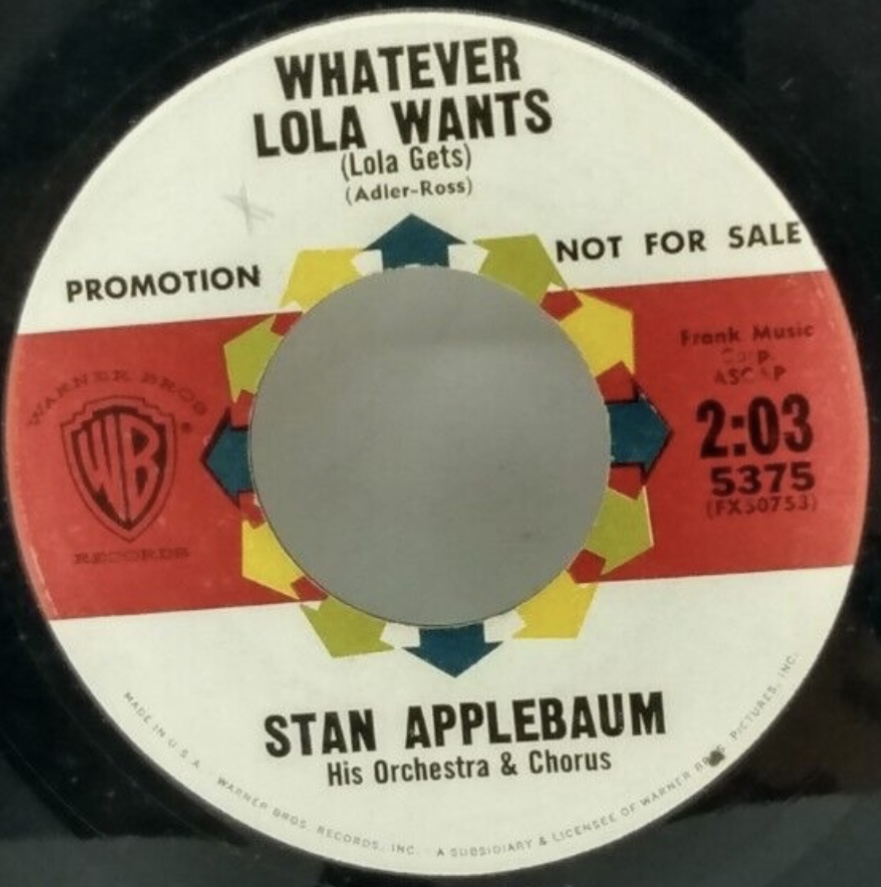 WHATEVER
LOLA WANTS
(Lola Gets)
(Adler-Ross)
PROMOTION
NOT FOR SALE
WARNER BROS
WB
®
RECORDS
Frank Music
Corp.
ASCAP
2:03
5375
(FX50753)
STAN APPLEBAUM
His Orchestra & Chorus
MADE IN U.S.A. · WARNER BROS. RECORDS, INC. · A SUBSIDIARY & LICENSEE OF WARNER BROS. PICTURES, INC.